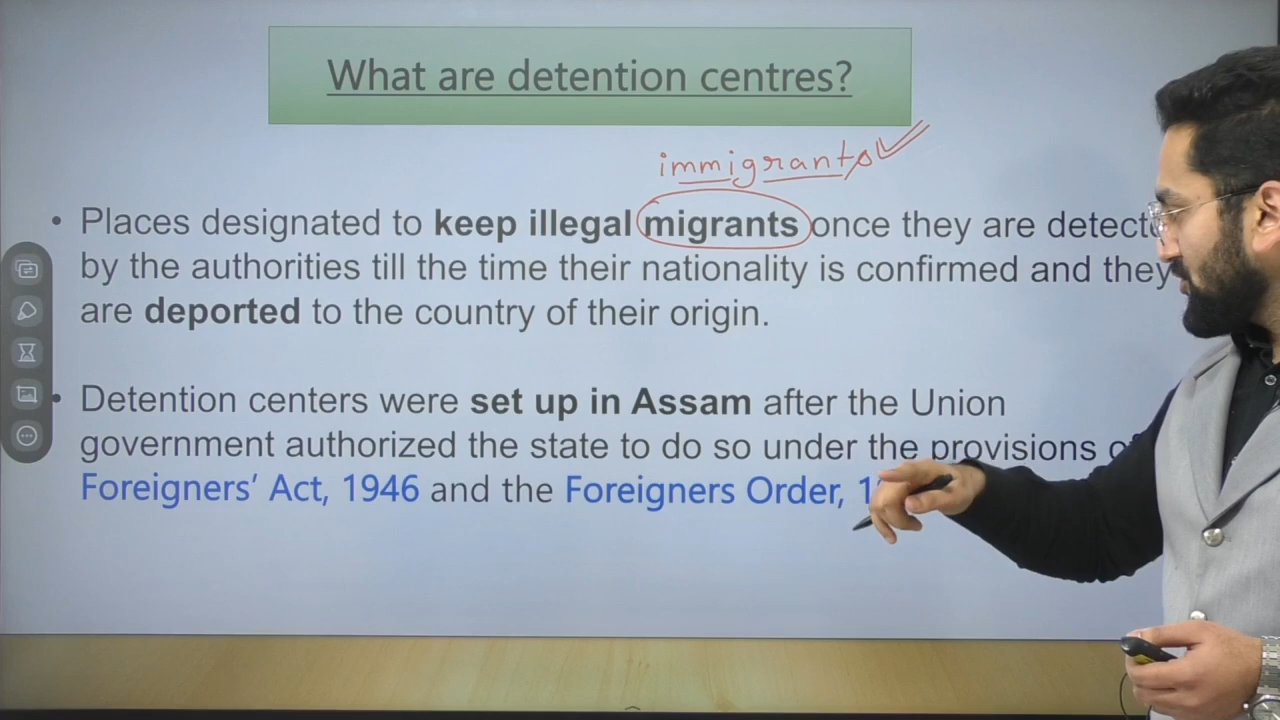 What are detention centres?
immigrants
• Places designated to keep illegal migrants once they are
by the authorities till the time their nationality is confirmed and they
are deported to the country of their origin.
• Detention centers were set up in Assam after the Union
government authorized the state to do so under the provisions
Foreigners’ Act, 1946 and the Foreigners Order,